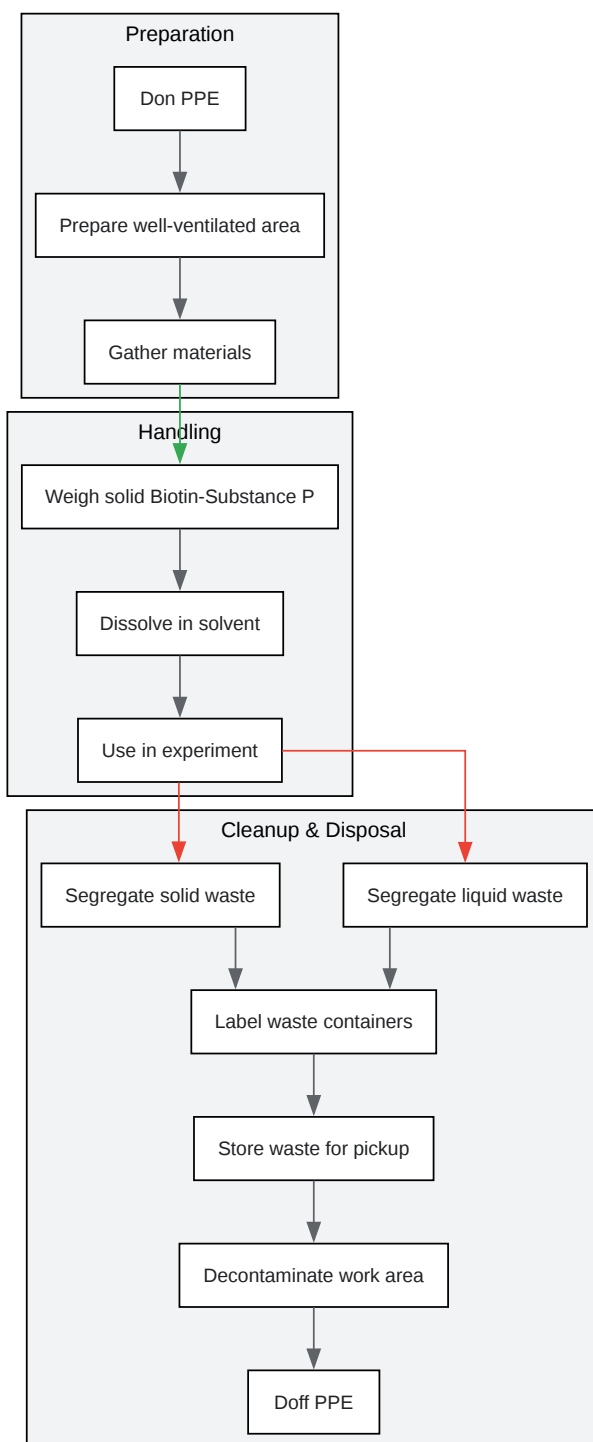 Preparation
Don PPE
Prepare well-ventilated area
Gather materials
Handling
Weigh solid Biotin-Substance P
Dissolve in solvent
Use in experiment
Cleanup & Disposal
Segregate solid waste
Segregate liquid waste
Label waste containers
Store waste for pickup
Decontaminate work area
Doff PPE